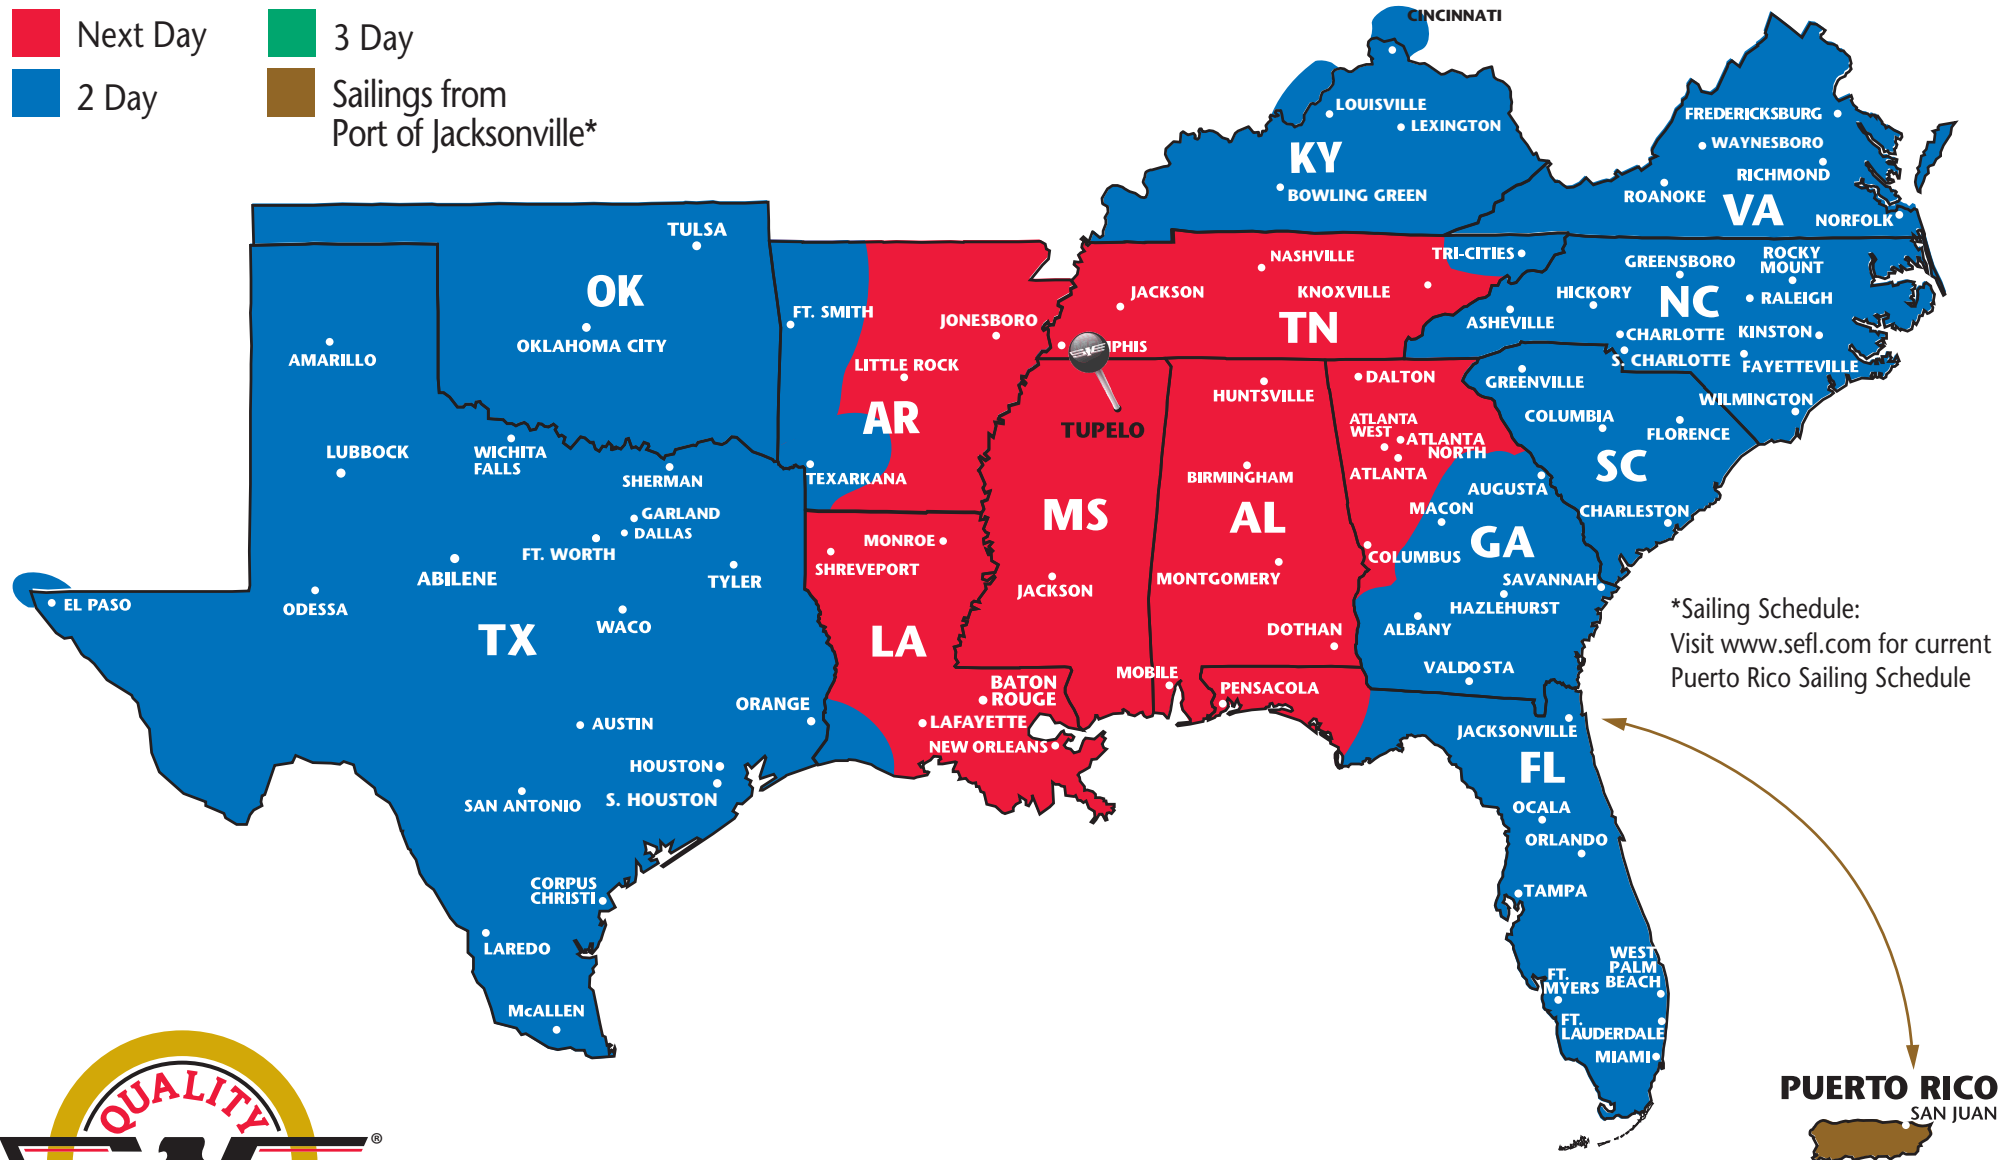 Next Day
3 Day
2 Day
Sailings from
Port of Jacksonville*
CINCINNATI
LOUISVILLE
LEXINGTON
KY
BOWLING GREEN
FREDERICKSBURG
WAYNESBORO
RICHMOND
ROANOKE
VA
NORFOLK
TULSA
OK
OKLAHOMA CITY
AMARILLO
LUBBOCK
WICHITA
FALLS
SHERMAN
GARLAND
DALLAS
FT. WORTH
ABILENE
TYLER
EL PASO
ODESSA
WACO
TX
ORANGE
AUSTIN
HOUSTON
S. HOUSTON
SAN ANTONIO
CORPUS
CHRISTI
LAREDO
McALLEN
FT. SMITH
JONESBORO
LITTLE ROCK
AR
TEXARKANA
MONROE
SHREVEPORT
LA
BATON
ROUGE
LAFAYETTE
NEW ORLEANS
NASHVILLE
TRI-CITIES
JACKSON
KNOXVILLE
TN
PHIS
TUPELO
MS
JACKSON
HUNTSVILLE
BIRMINGHAM
AL
MONTGOMERY
DOTHAN
MOBILE
PENSACOLA
DALTON
ATLANTA
WEST
ATLANTA
NORTH
ATLANTA
AUGUSTA
MACON
GA
COLUMBUS
SAVANNAH
HAZLEHURST
ALBANY
VALDOSTA
GREENSBORO
ROCKY
MOUNT
HICKORY
NC
RALEIGH
ASHEVILLE
CHARLOTTE
KINSTON
S. CHARLOTTE
FAYETTEVILLE
WILMINGTON
GREENVILLE
COLUMBIA
FLORENCE
SC
CHARLESTON
JACKSONVILLE
FL
OCALA
ORLANDO
TAMPA
WEST
PALM
BEACH
FT.
MYERS
FT.
LAUDERDALE
MIAMI
*Sailing Schedule:
Visit www.sefl.com for current
Puerto Rico Sailing Schedule
PUERTO RICO
SAN JUAN
QUALITY
®